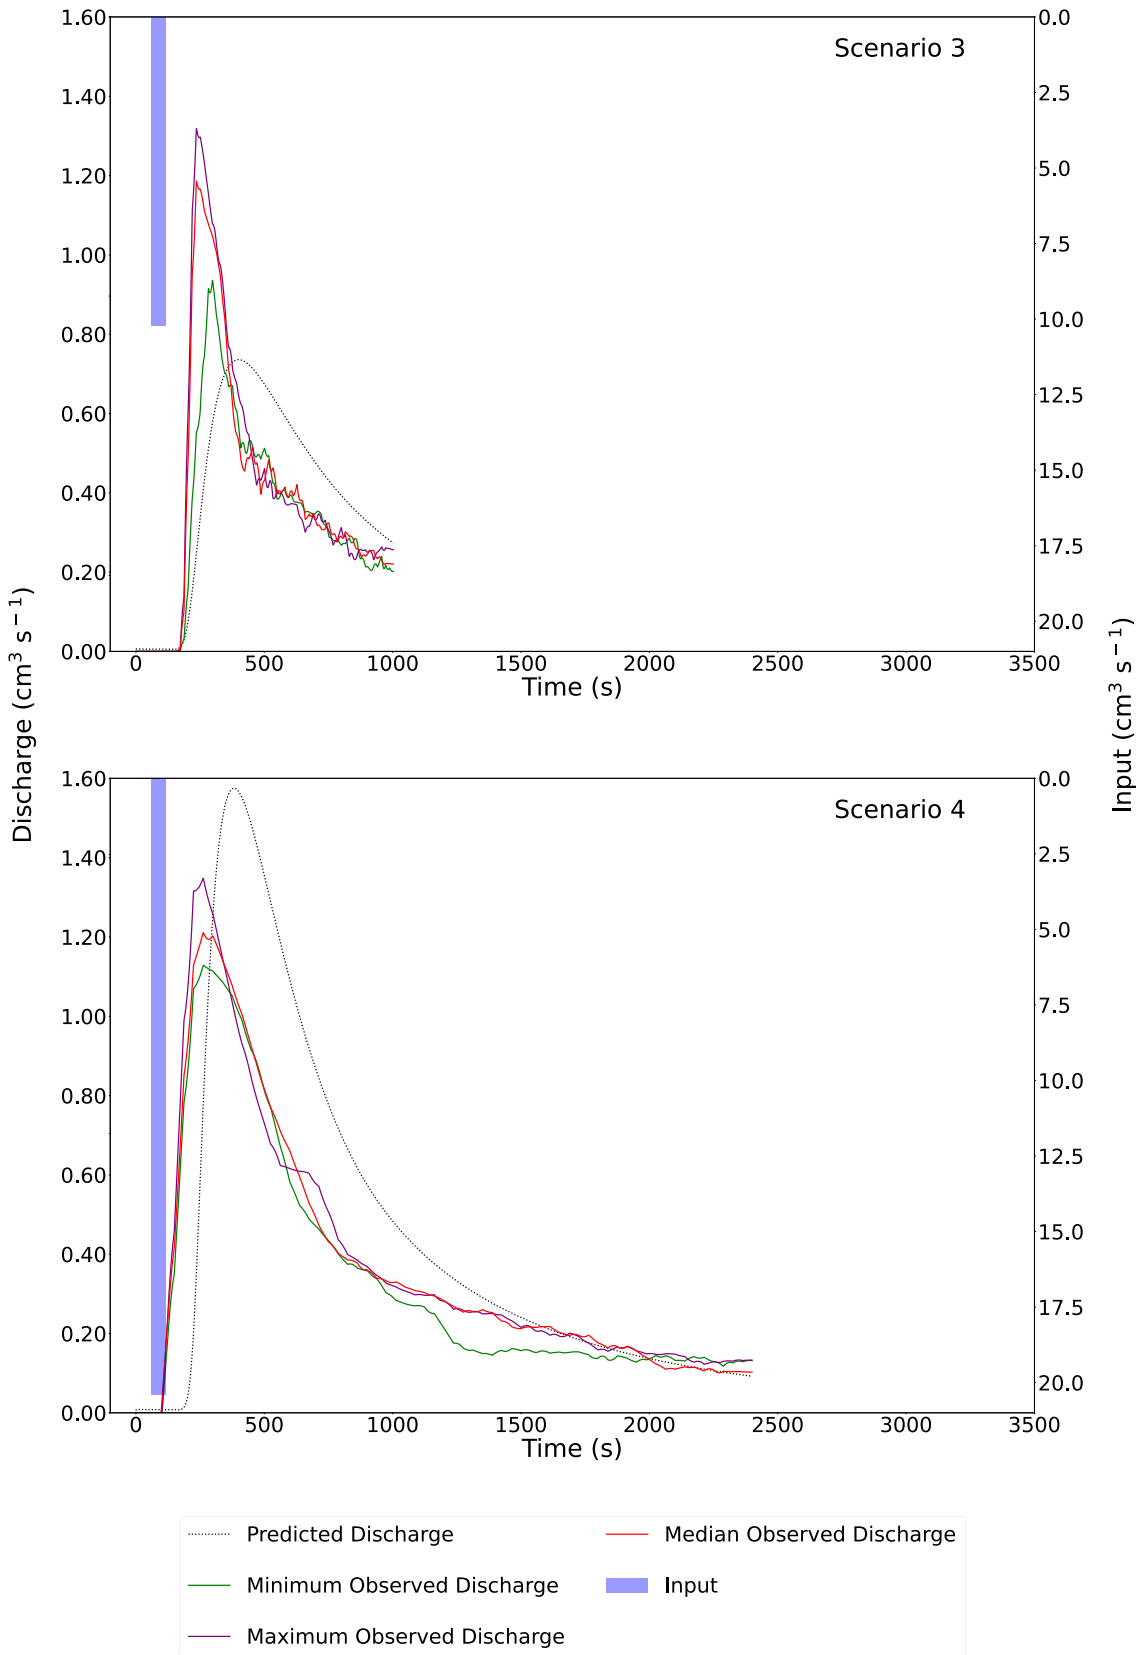 1.60
1.40
1.20
1.00
0.80
0.60
0.40
0.20
0.00
0.0
2.5
5.0
7.5
10.0
12.5
15.0
17.5
20.0
Scenario 3
0 500 1000 1500 2000 2500 3000 3500
Time (s)
Discharge (cm³ s⁻¹)
Input (cm³ s⁻¹)
1.60
1.40
1.20
1.00
0.80
0.60
0.40
0.20
0.00
0.0
2.5
5.0
7.5
10.0
12.5
15.0
17.5
20.0
Scenario 4
0 500 1000 1500 2000 2500 3000 3500
Time (s)
Predicted Discharge
Minimum Observed Discharge
Maximum Observed Discharge
Median Observed Discharge
Input